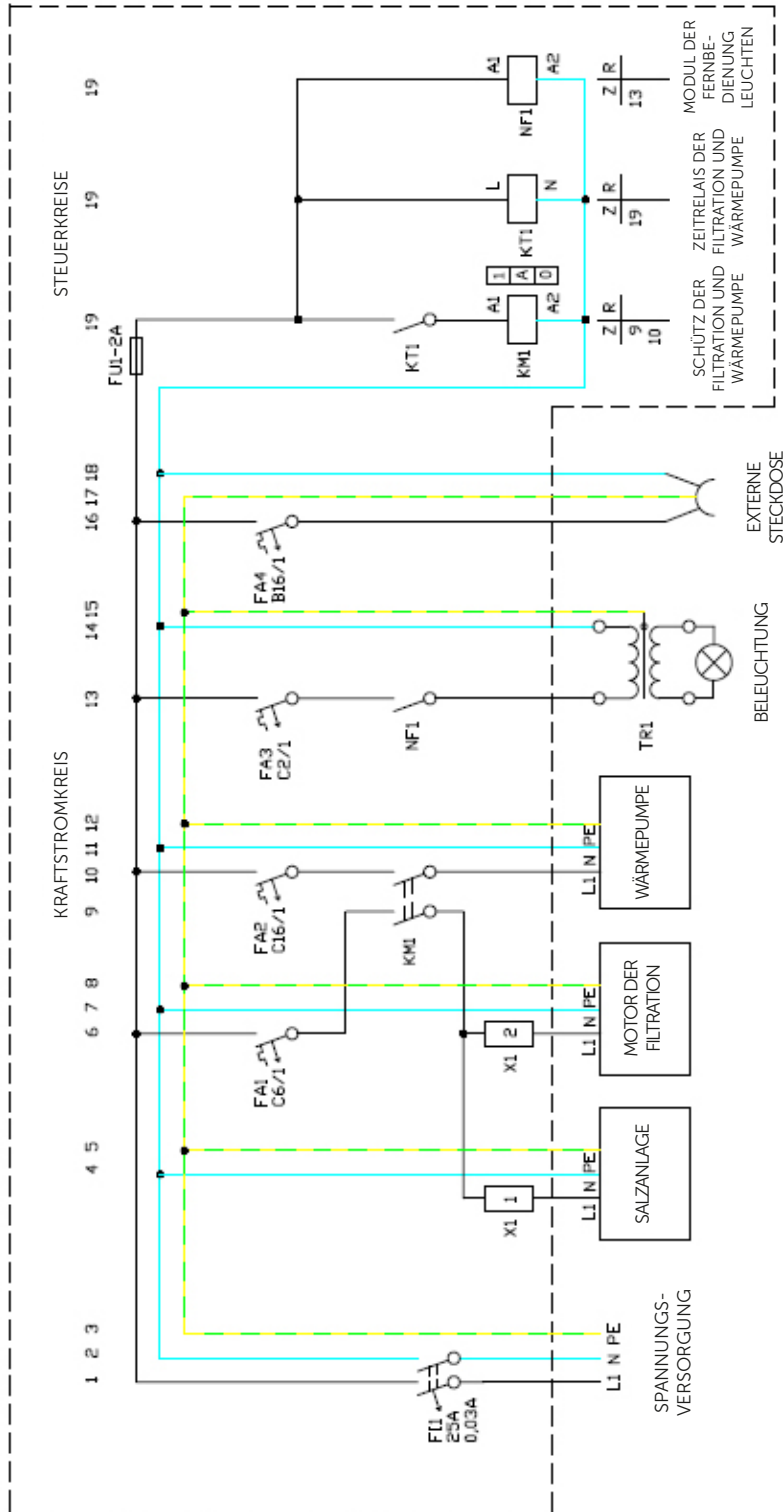 KRAFTSTROMKREIS
STEUERKREISE
1 2 3 4 5 6 7 8 9 10 11 12 13 14 15 16 17 18 19 19 19
FU1-2A
FA1
C6/1
FA2
C16/1
FA3
C2/1
FA4
B16/1
FI1
25A
0,03A
KM1
NF1
KT1
X1 1
X1 2
TR1
KM1
A1
A2
1 A 0
KT1
L
N
NF1
A1
A2
L1 N PE
L1 N PE
L1 N PE
L1 N PE
SPANNUNGS-
VERSORGUNG
SALZANLAGE
MOTOR DER
FILTRATION
WÄRMEPUMPE
BELEUCHTUNG
EXTERNE
STECKDOSE
Z R
9
10
Z R
19
Z R
13
SCHÜTZ DER
FILTRATION UND
WÄRMEPUMPE
ZEITRELAIS DER
FILTRATION UND
WÄRMEPUMPE
MODUL DER
FERNBE-
DIENUNG
LEUCHTEN